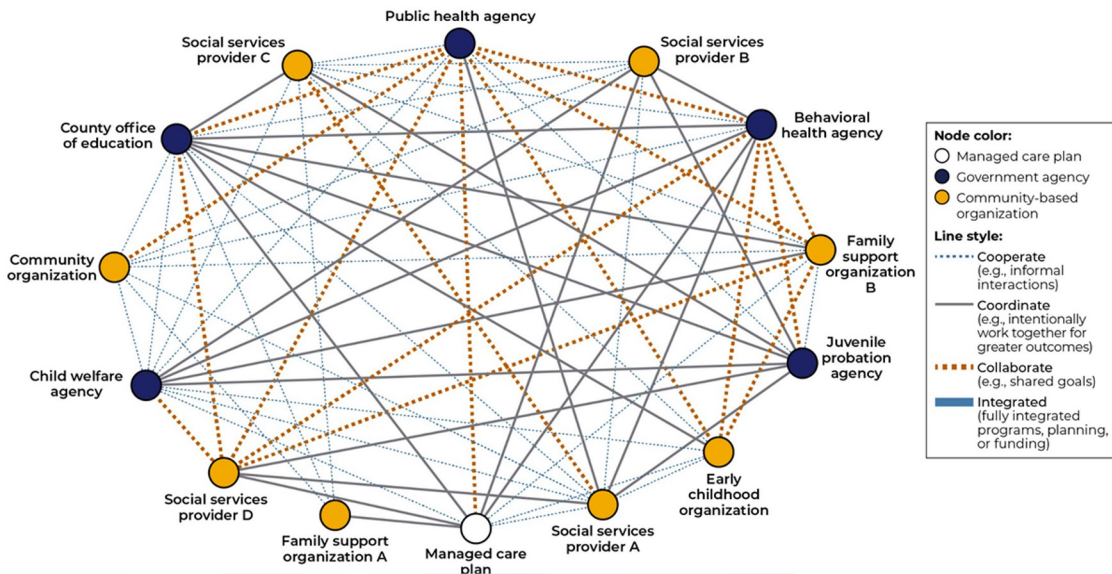 Public health agency
Social services
provider C
Social services
provider B
County office
of education
Behavioral
health agency
Community
organization
Family
support
organization
B
Child welfare
agency
Juvenile
probation
agency
Social services
provider D
Family support
organization A
Managed care
plan
Social services
provider A
Early
childhood
organization
Node color:
Managed care plan
Government agency
Community-based
organization
Line style:
Cooperate
(e.g., informal
interactions)
Coordinate
(e.g., intentionally
work together for
greater outcomes)
Collaborate
(e.g., shared goals)
Integrated
(fully integrated
programs, planning,
or funding)